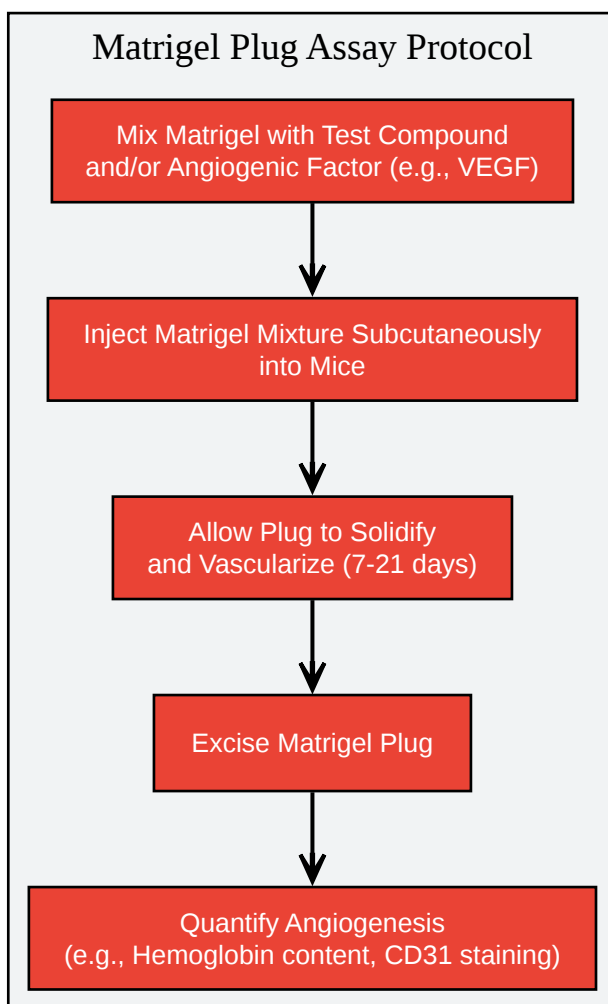 Matrigel Plug Assay Protocol
Mix Matrigel with Test Compound
and/or Angiogenic Factor (e.g., VEGF)
Inject Matrigel Mixture Subcutaneously
into Mice
Allow Plug to Solidify
and Vascularize (7-21 days)
Excise Matrigel Plug
Quantify Angiogenesis
(e.g., Hemoglobin content, CD31 staining)